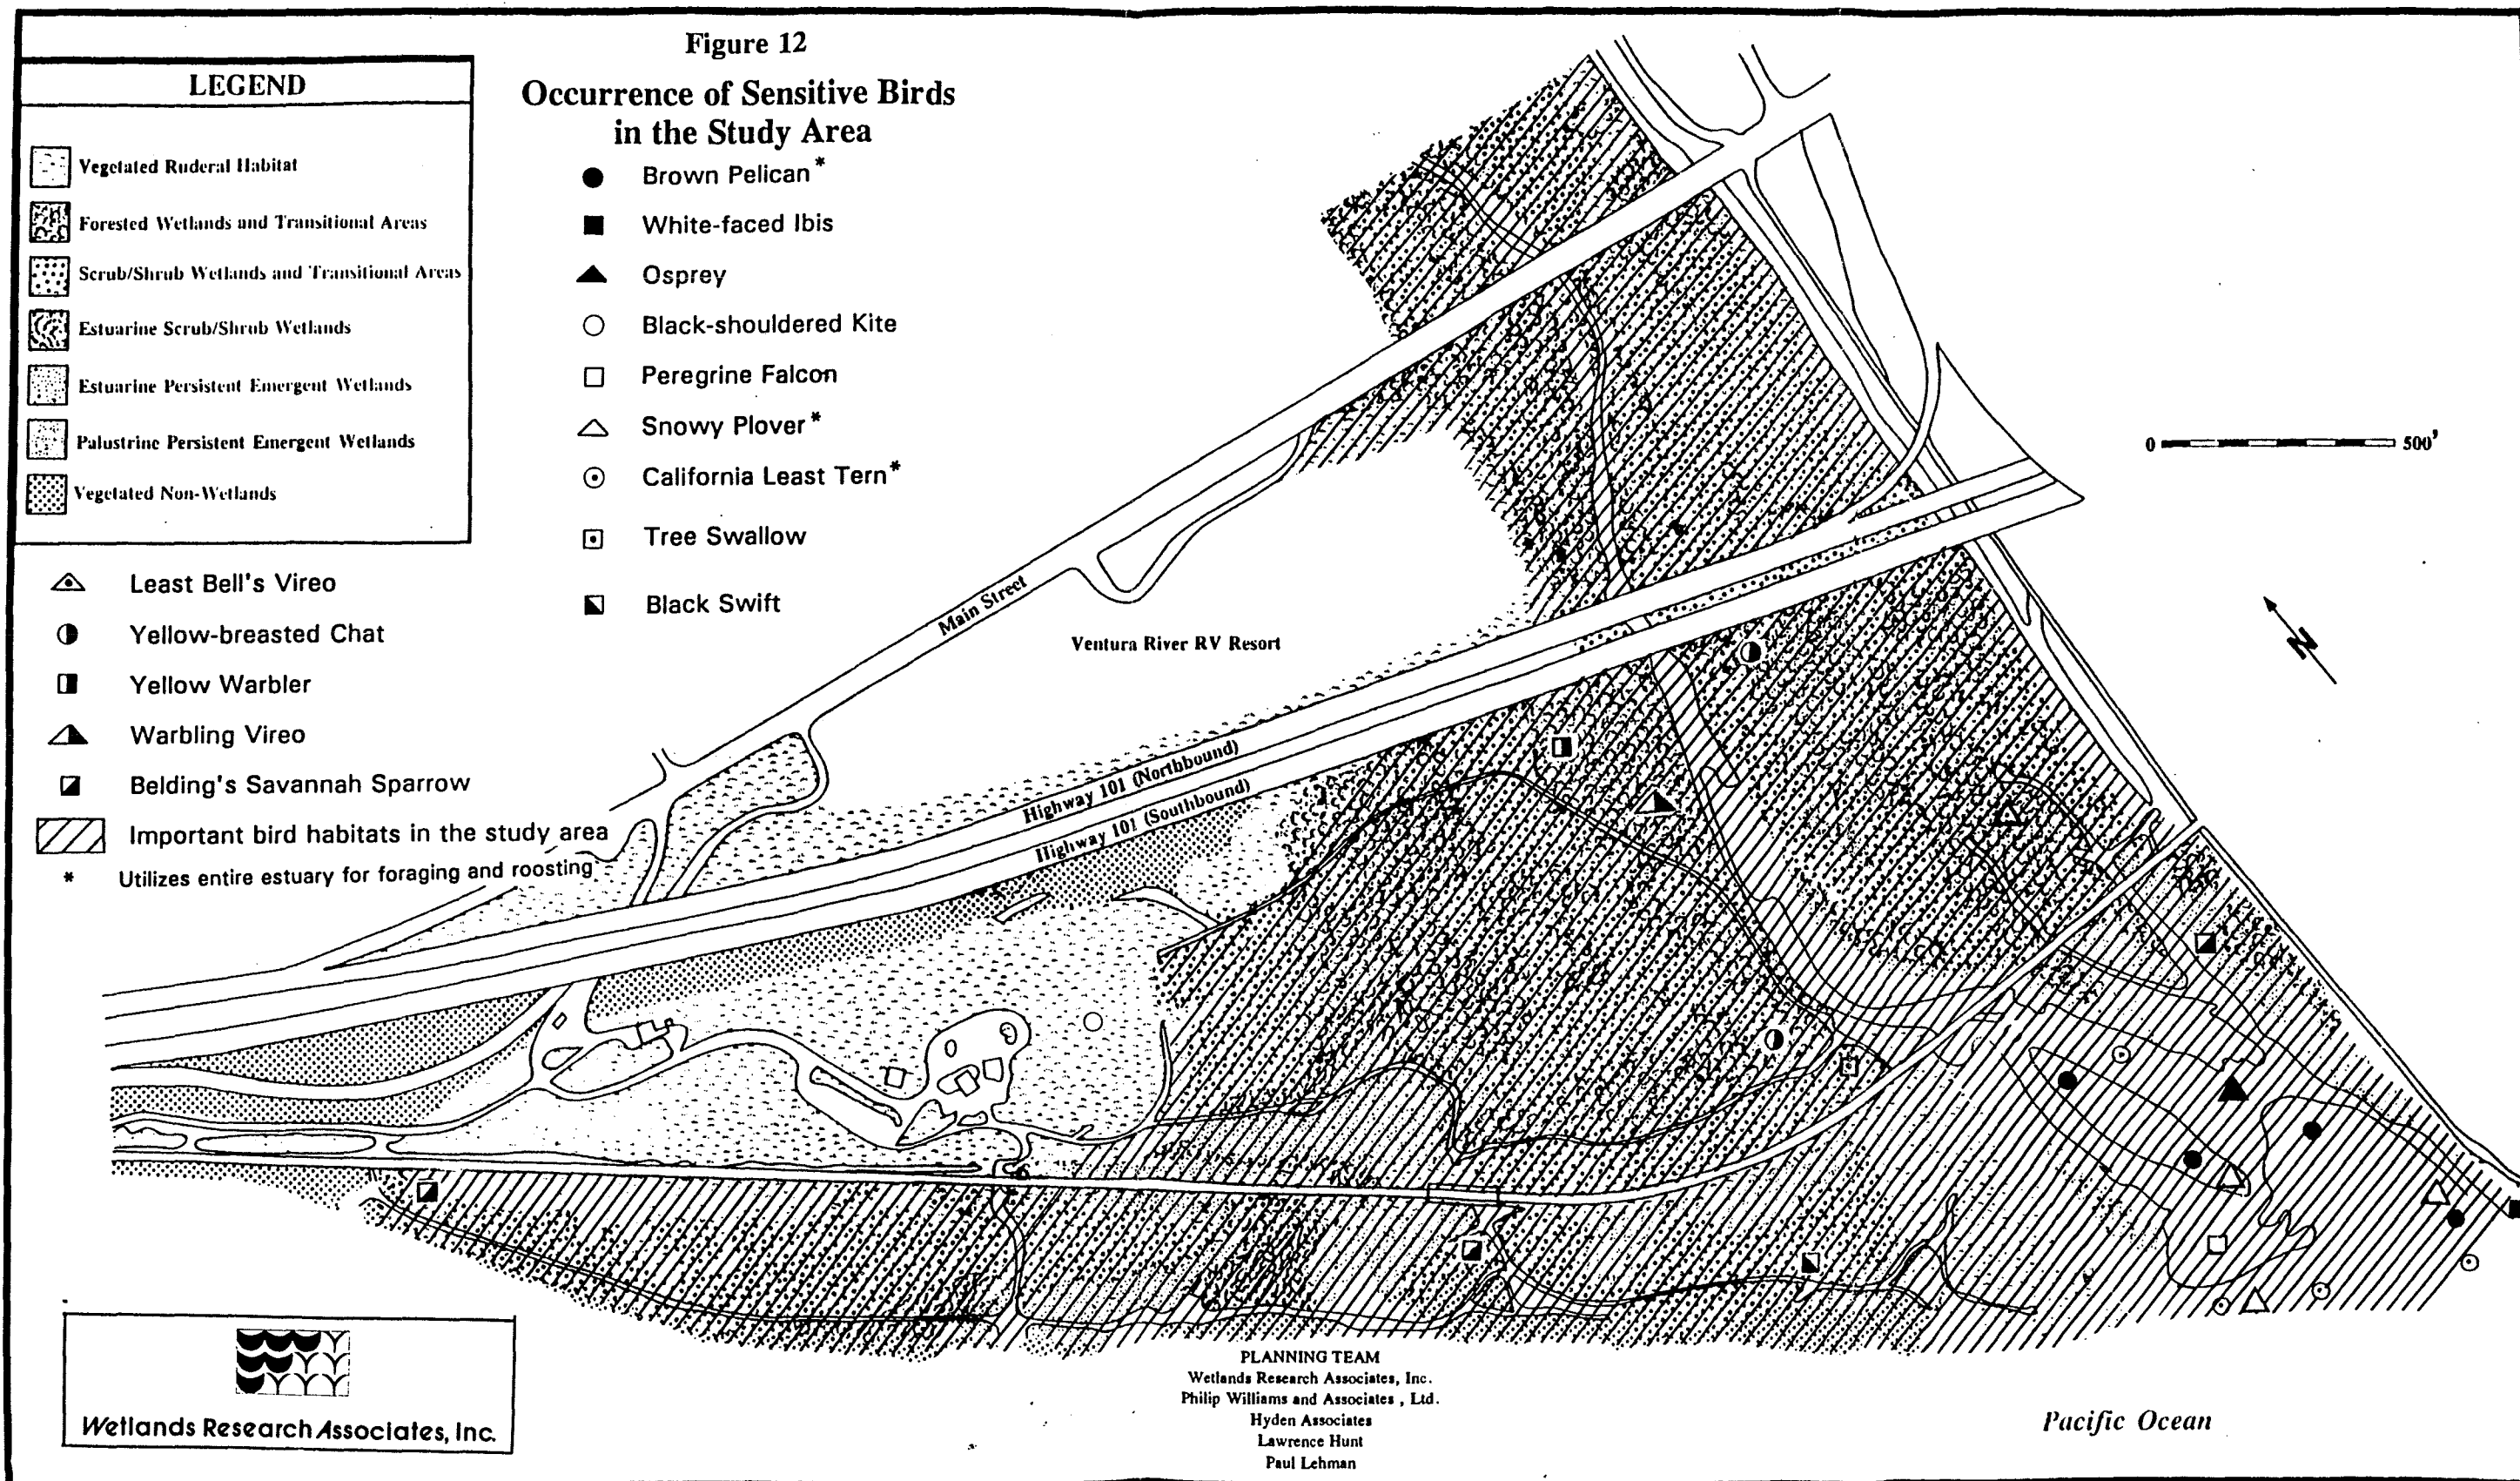 Figure 12
Occurrence of Sensitive Birds
in the Study Area
LEGEND
Vegetated Ruderal Habitat
Forested Wetlands and Transitional Areas
Scrub/Shrub Wetlands and Transitional Areas
Estuarine Scrub/Shrub Wetlands
Estuarine Persistent Emergent Wetlands
Palustrine Persistent Emergent Wetlands
Vegetated Non-Wetlands
Brown Pelican*
White-faced Ibis
Osprey
Black-shouldered Kite
Peregrine Falcon
Snowy Plover*
California Least Tern*
Tree Swallow
Black Swift
Least Bell's Vireo
Yellow-breasted Chat
Yellow Warbler
Warbling Vireo
Belding's Savannah Sparrow
Important bird habitats in the study area
* Utilizes entire estuary for foraging and roosting
0 500'
N
Main Street
Ventura River RV Resort
Highway 101 (Northbound)
Highway 101 (Southbound)
Wetlands Research Associates, Inc.
PLANNING TEAM
Wetlands Research Associates, Inc.
Philip Williams and Associates , Ltd.
Hyden Associates
Lawrence Hunt
Paul Lehman
Pacific Ocean